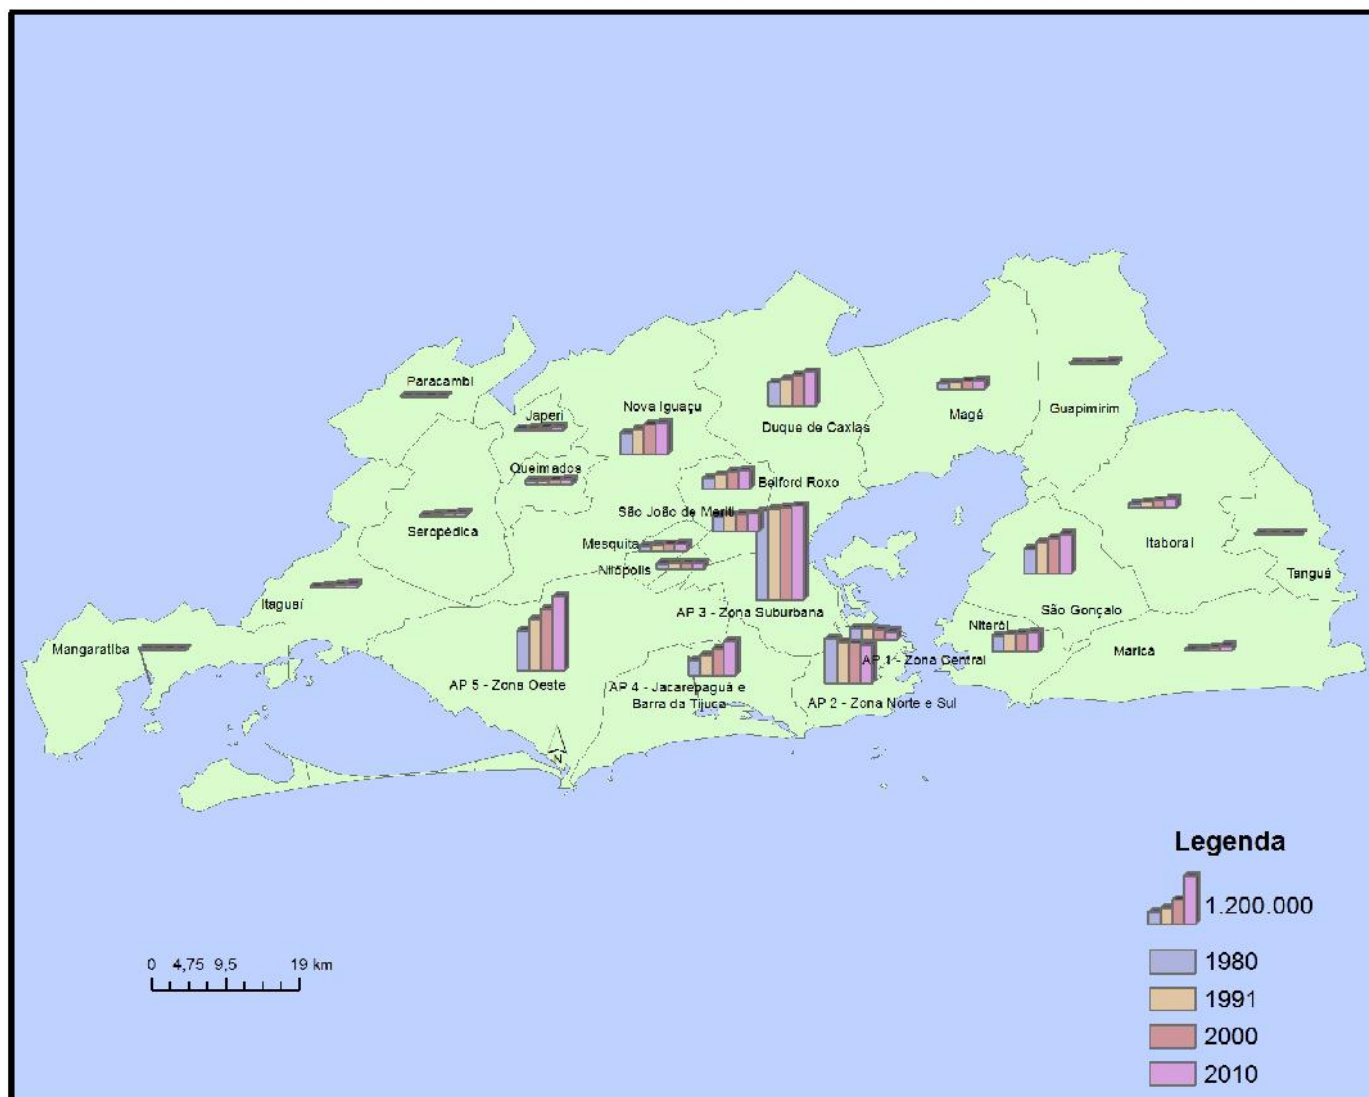 Paracambi
Japeri
Nova Iguaçu
Duque de Caxias
Magé
Guapimirim
Queimados
Belford Roxo
São João de Meriti
Seropédica
Mesquita
Itaboraí
Nilópolis
Tanguá
Itaguaí
AP 3 - Zona Suburbana
São Gonçalo
Niterói
Mangaratiba
Maricá
AP 1 - Zona Central
AP 5 - Zona Oeste
AP 4 - Jacarepaguá e
Barra da Tijuca
AP 2 - Zona Norte e Sul
N
Legenda
1.200.000
0 4,75 9,5 19 km
1980
1991
2000
2010